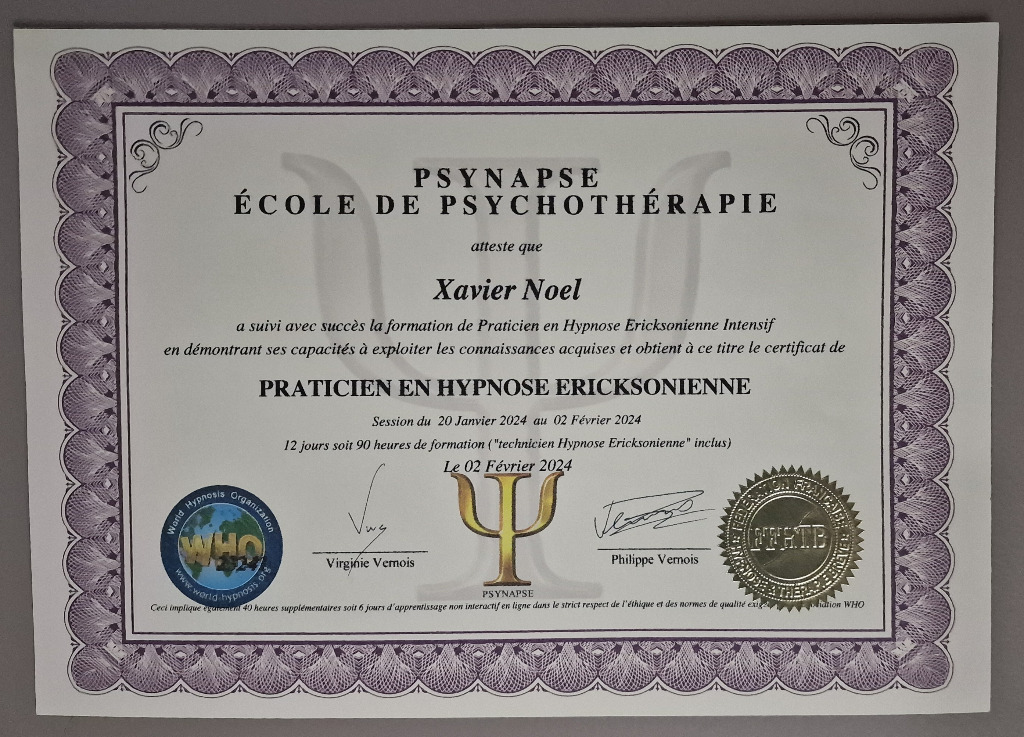 PSYNAPSE
ÉCOLE DE PSYCHOTHÉRAPIE
atteste que
Xavier Noel
a suivi avec succès la formation de Praticien en Hypnose Ericksonienne Intensif
en démontrant ses capacités à exploiter les connaissances acquises et obtient à ce titre le certificat de
PRATICIEN EN HYPNOSE ERICKSONIENNE
Session du 20 Janvier 2024 au 02 Février 2024
12 jours soit 90 heures de formation ("technicien Hypnose Ericksonienne" inclus)
Le 02 Février 2024
World Hypnosis Organization
WHO
2024
www.world-hypnosis.org
Virginie Vernois
PSYNAPSE
Philippe Vernois
FEDERATION FRANCAISE
Ceci implique également 40 heures supplémentaires soit 6 jours d'apprentissage non interactif en ligne dans le strict respect de l'éthique et des normes de qualité WHO